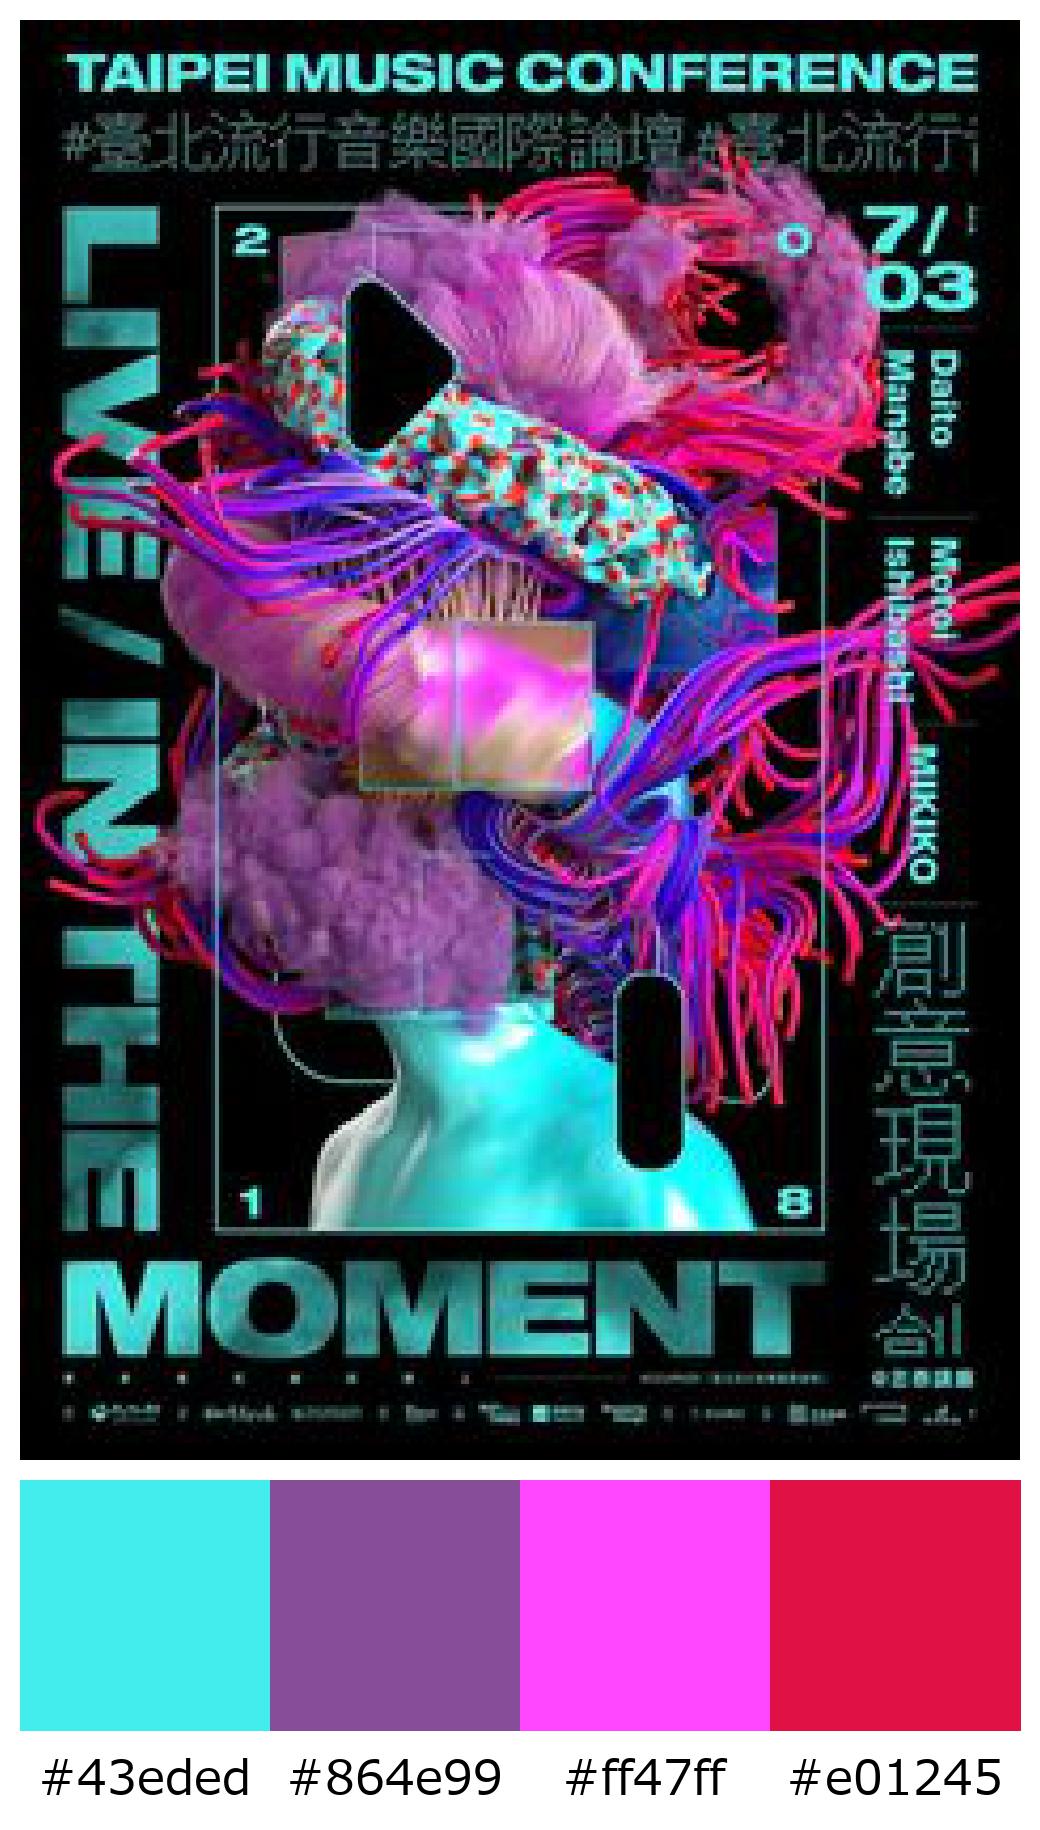 TAIPEI MUSIC CONFERENCE
#臺北流行音樂國際論壇 #臺北流行
LIVE / IN THE
MOMENT
2
0
1
8
7/
03
Daito
Manabe
Motoi
Ishibashi
MIKIKO
創意現場
創
#43eded
#864e99
#ff47ff
#e01245